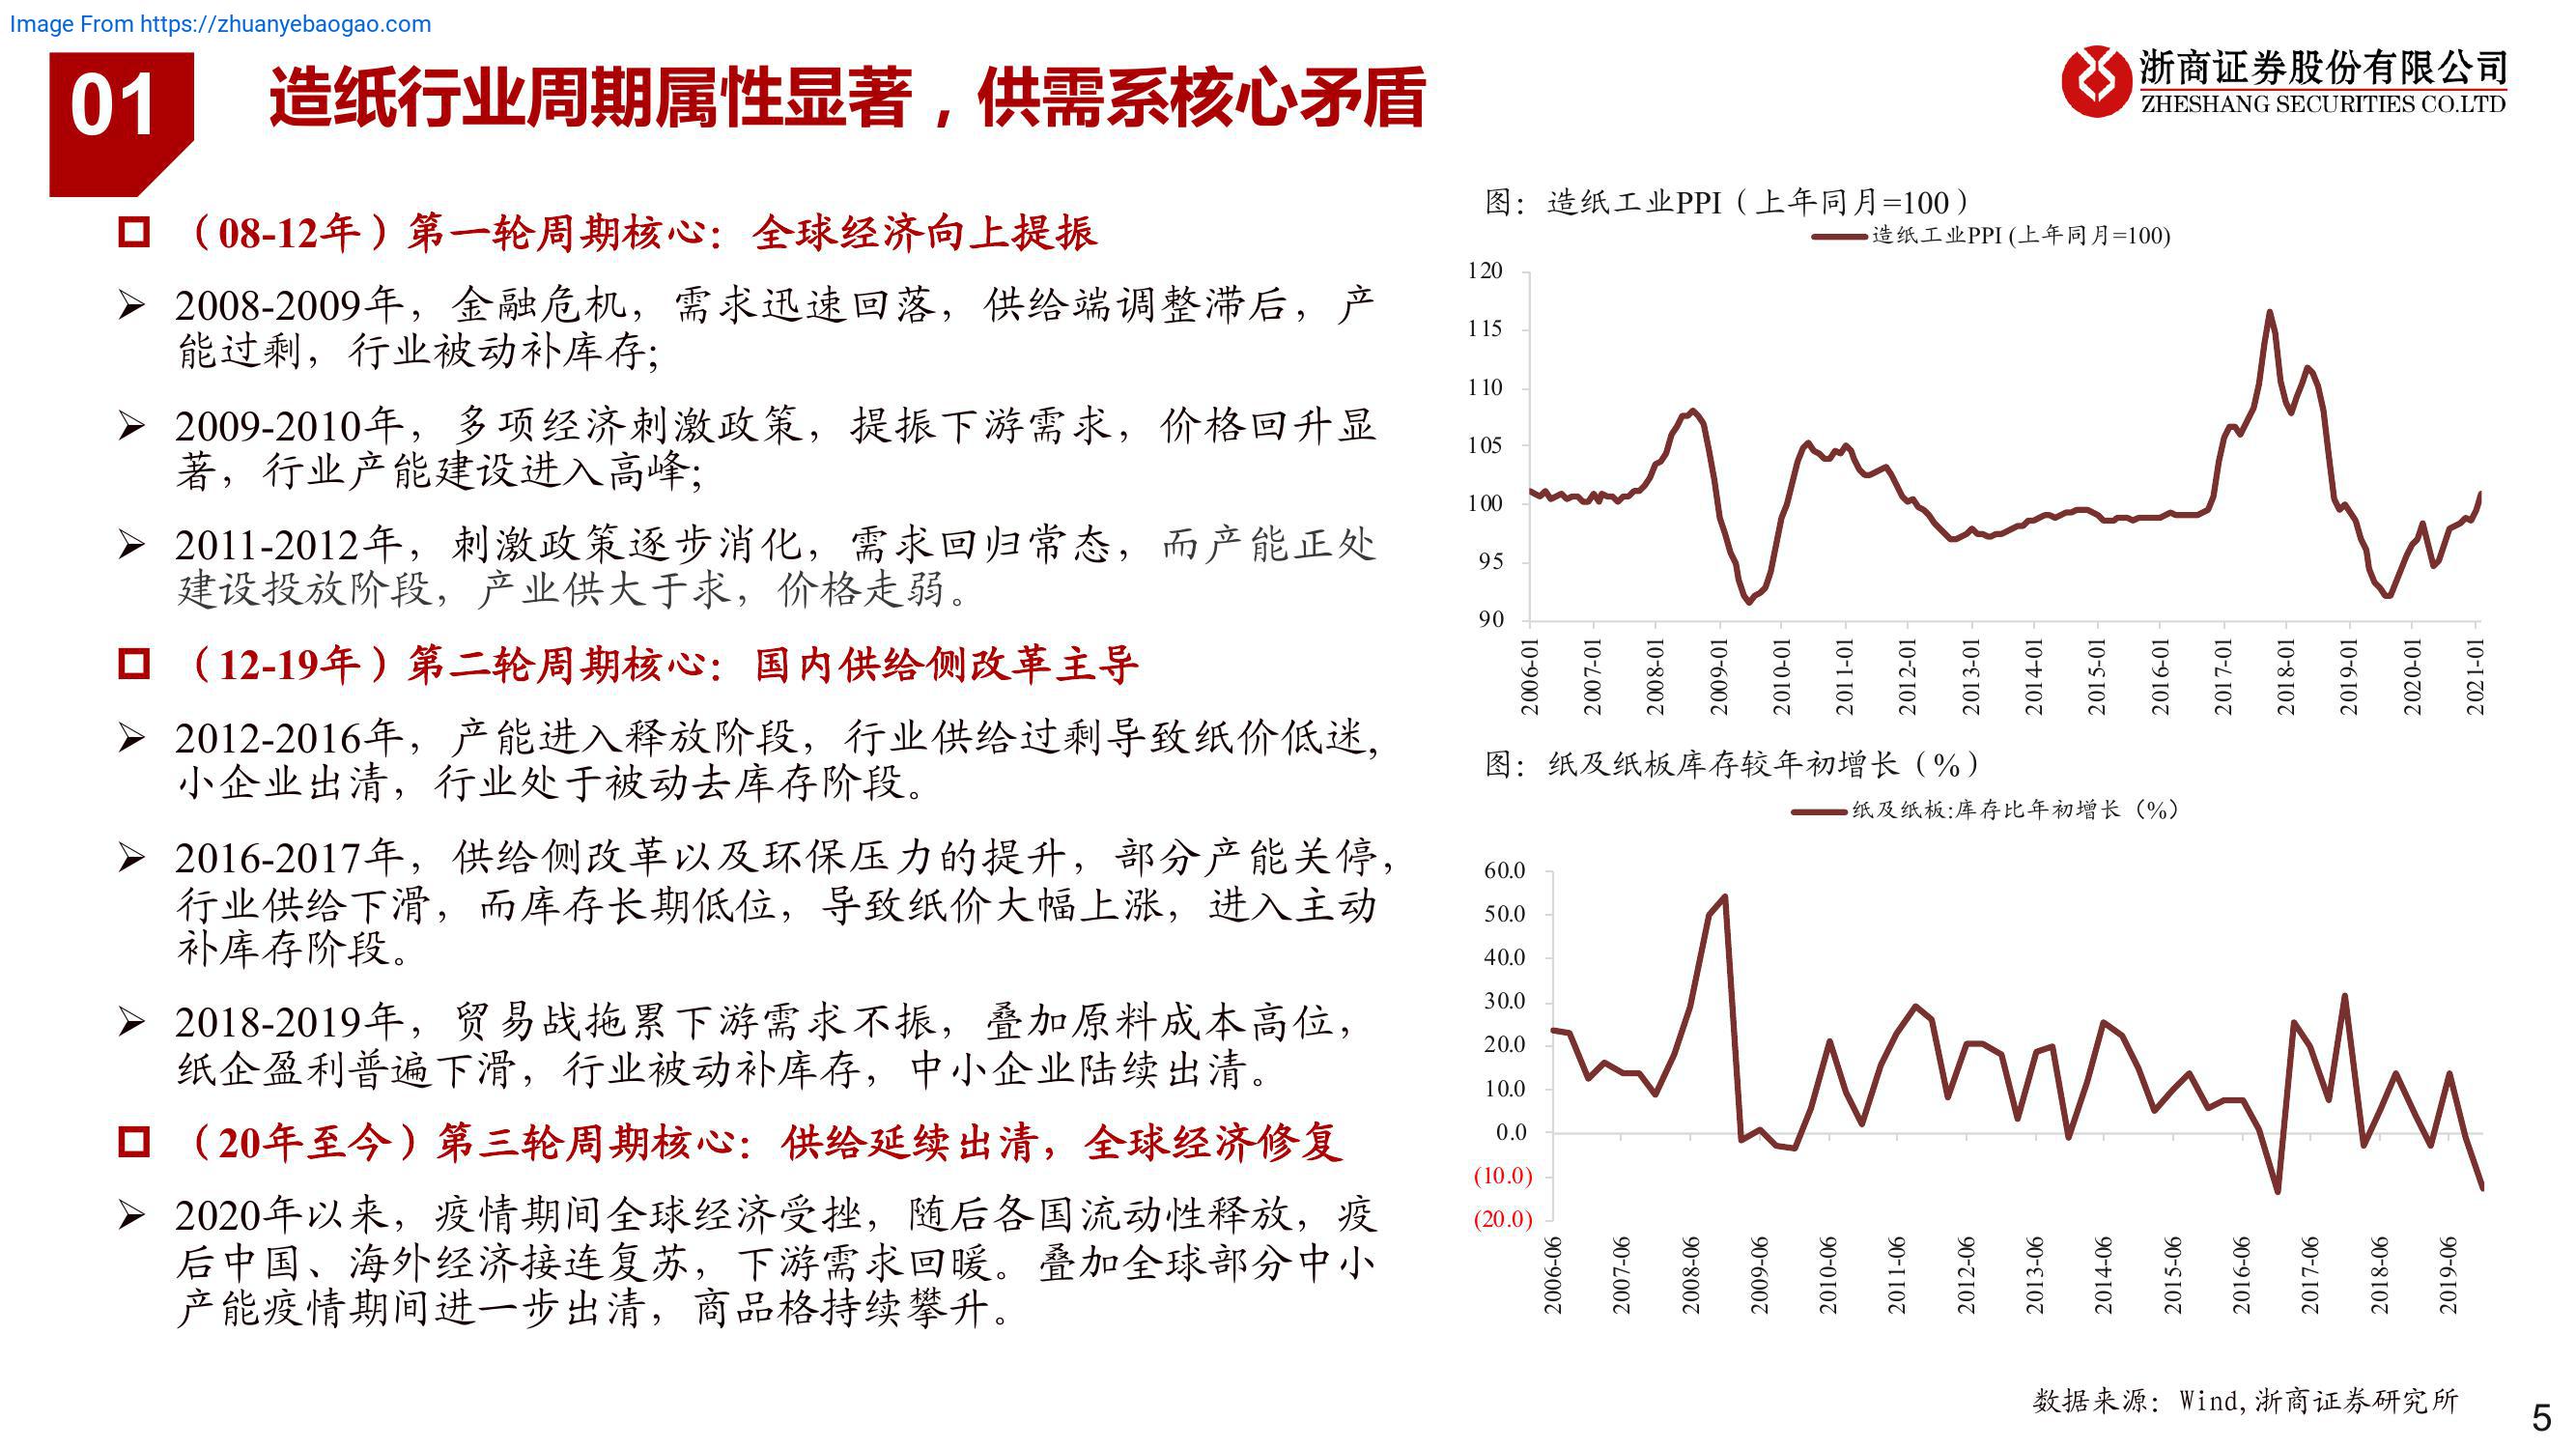 Image From https://zhuanyebaogao.com
01
造纸行业周期属性显著，供需系核心矛盾
浙商证券股份有限公司
ZHESHANG SECURITIES CO.LTD
（08-12年）第一轮周期核心：全球经济向上提振
2008-2009年，金融危机，需求迅速回落，供给端调整滞后，产
能过剩，行业被动补库存;
2009-2010年，多项经济刺激政策，提振下游需求，价格回升显
著，行业产能建设进入高峰;
2011-2012年，刺激政策逐步消化，需求回归常态，而产能正处
建设投放阶段，产业供大于求，价格走弱。
（12-19年）第二轮周期核心：国内供给侧改革主导
2012-2016年，产能进入释放阶段，行业供给过剩导致纸价低迷,
小企业出清，行业处于被动去库存阶段。
2016-2017年，供给侧改革以及环保压力的提升，部分产能关停，
行业供给下滑，而库存长期低位，导致纸价大幅上涨，进入主动
补库存阶段。
2018-2019年，贸易战拖累下游需求不振，叠加原料成本高位，
纸企盈利普遍下滑，行业被动补库存，中小企业陆续出清。
（20年至今）第三轮周期核心：供给延续出清，全球经济修复
2020年以来，疫情期间全球经济受挫，随后各国流动性释放，疫
后中国、海外经济接连复苏，下游需求回暖。叠加全球部分中小
产能疫情期间进一步出清，商品格持续攀升。
图：造纸工业PPI（上年同月=100）
造纸工业PPI (上年同月=100)
120
115
110
105
100
95
90
2006-01
2007-01
2008-01
2009-01
2010-01
2011-01
2012-01
2013-01
2014-01
2015-01
2016-01
2017-01
2018-01
2019-01
2020-01
2021-01
图：纸及纸板库存较年初增长（%）
纸及纸板:库存比年初增长（%）
60.0
50.0
40.0
30.0
20.0
10.0
0.0
(10.0)
(20.0)
2006-06
2007-06
2008-06
2009-06
2010-06
2011-06
2012-06
2013-06
2014-06
2015-06
2016-06
2017-06
2018-06
2019-06
数据来源：Wind,浙商证券研究所
5